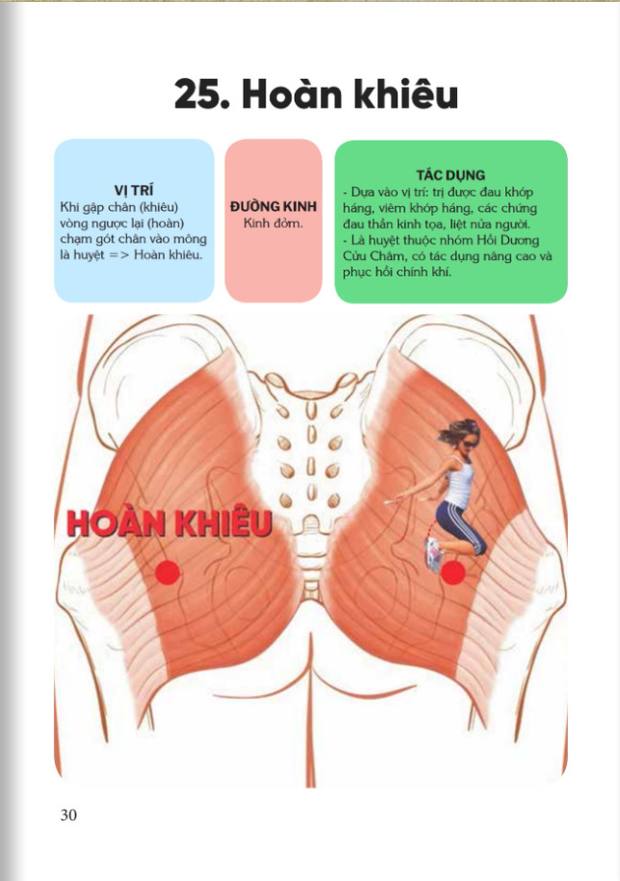 25. Hoàn khiêu
VỊ TRÍ
Khi gập chân (khiêu)
vòng ngược lại (hoàn)
chạm gót chân vào mông
là huyệt => Hoàn khiêu.
ĐƯỜNG KINH
Kinh đởm.
TÁC DỤNG
- Dựa vào vị trí: trị được đau khớp
háng, viêm khớp háng, các chứng
đau thần kinh tọa, liệt nửa người.
- Là huyệt thuộc nhóm Hồi Dương
Cửu Châm, có tác dụng nâng cao và
phục hồi chính khí.
HOÀN KHIÊU
30